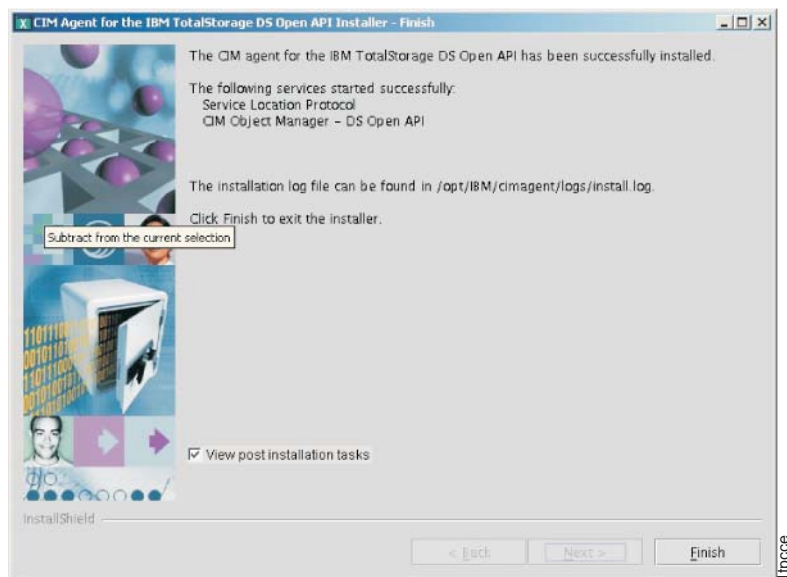 CIM Agent for the IBM TotalStorage DS Open API Installer – Finish
The CIM agent for the IBM TotalStorage DS Open API has been successfully installed.
The following services started successfully:
Service Location Protocol
CIM Object Manager – DS Open API
The installation log file can be found in /opt/IBM/cimagent/logs/install.log.
Click Finish to exit the installer.
Subtract from the current selection
View post installation tasks
InstallShield
< Back
Next >
Finish
tpcce